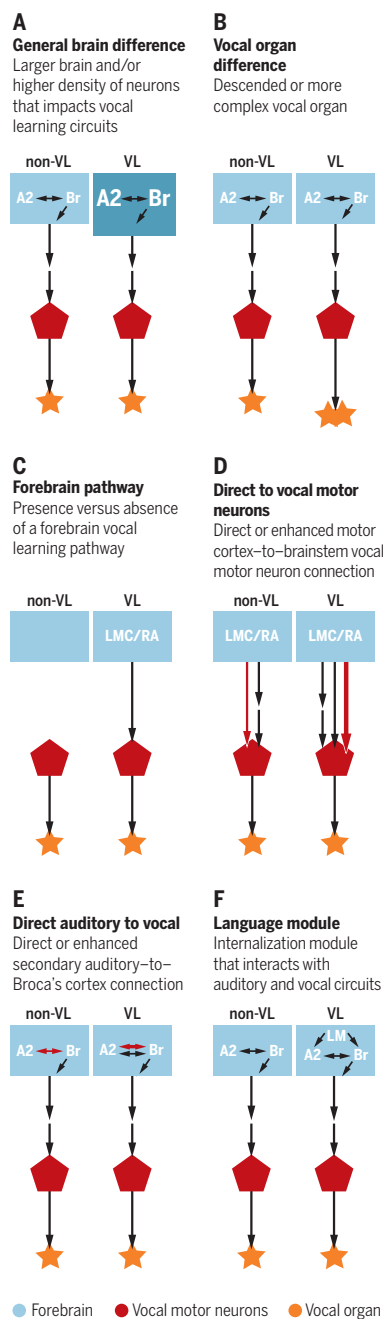 A
General brain difference
Larger brain and/or
higher density of neurons
that impacts vocal
learning circuits
non-VL VL
A2 Br A2 Br
B
Vocal organ
difference
Descended or more
complex vocal organ
non-VL VL
A2 Br A2 Br
C
Forebrain pathway
Presence versus absence
of a forebrain vocal
learning pathway
non-VL VL
LMC/RA
D
Direct to vocal motor
neurons
Direct or enhanced motor
cortex–to–brainstem vocal
motor neuron connection
non-VL VL
LMC/RA LMC/RA
E
Direct auditory to vocal
Direct or enhanced
secondary auditory–to–
Broca’s cortex connection
non-VL VL
A2 Br A2 Br
F
Language module
Internalization module
that interacts with
auditory and vocal circuits
non-VL VL
LM
A2 Br A2 Br
Forebrain Vocal motor neurons Vocal organ